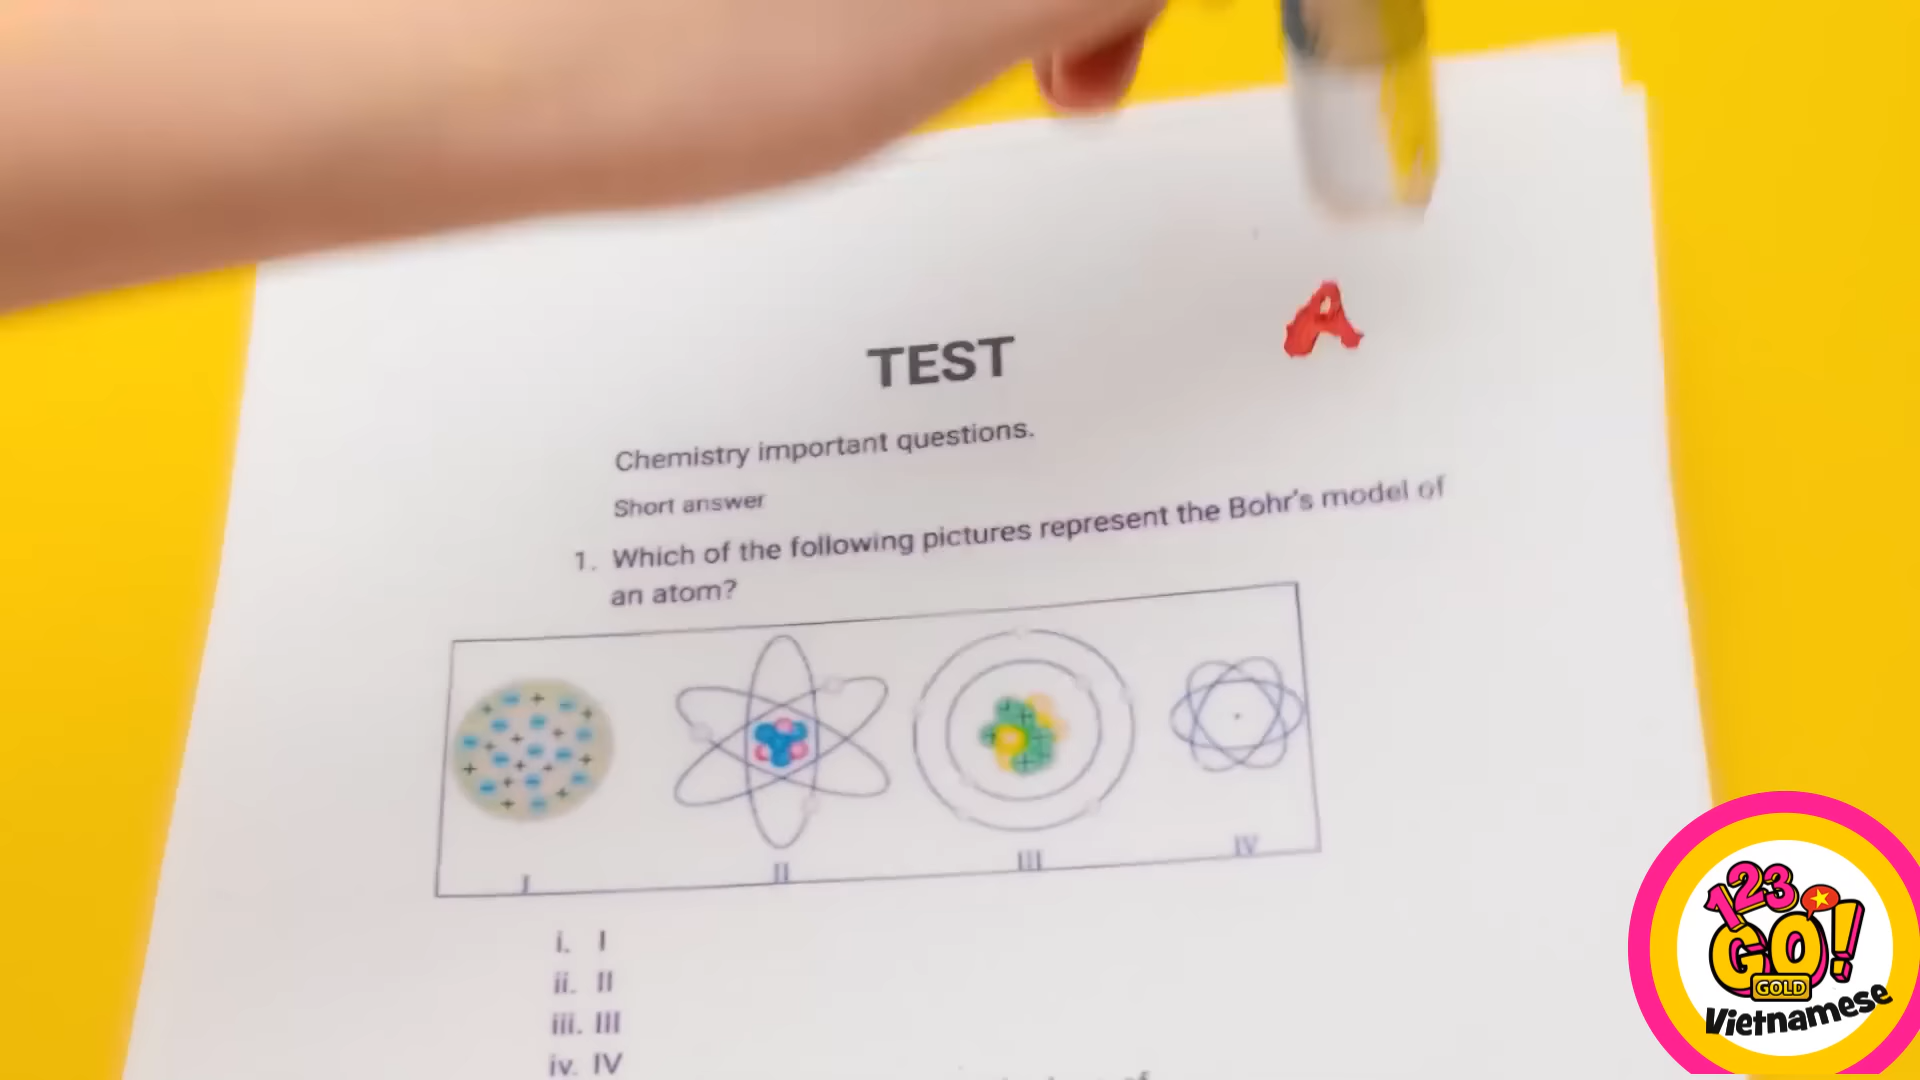 A
TEST
Chemistry important questions.
Short answer
1. Which of the following pictures represent the Bohr's model of
an atom?
I II III IV
i. I
ii. II
iii. III
iv. IV
123
GO!
GOLD
Vietnamese